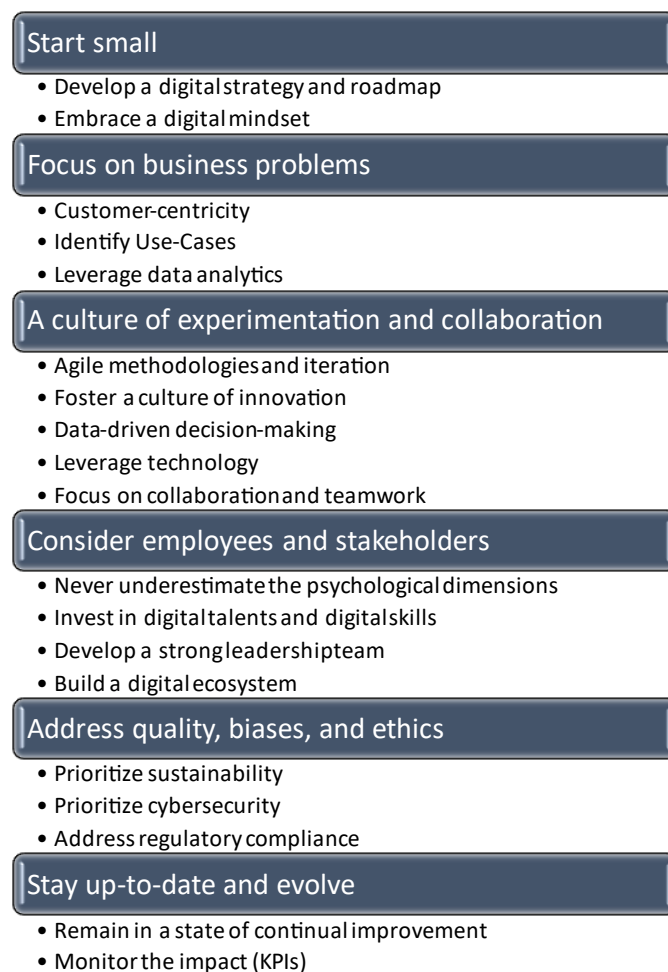 Start small
• Develop a digital strategy and roadmap
• Embrace a digital mindset
Focus on business problems
• Customer-centricity
• Identify Use-Cases
• Leverage data analytics
A culture of experimentation and collaboration
• Agile methodologies and iteration
• Foster a culture of innovation
• Data-driven decision-making
• Leverage technology
• Focus on collaboration and teamwork
Consider employees and stakeholders
• Never underestimate the psychological dimensions
• Invest in digital talents and digital skills
• Develop a strong leadership team
• Build a digital ecosystem
Address quality, biases, and ethics
• Prioritize sustainability
• Prioritize cybersecurity
• Address regulatory compliance
Stay up-to-date and evolve
• Remain in a state of continual improvement
• Monitor the impact (KPIs)